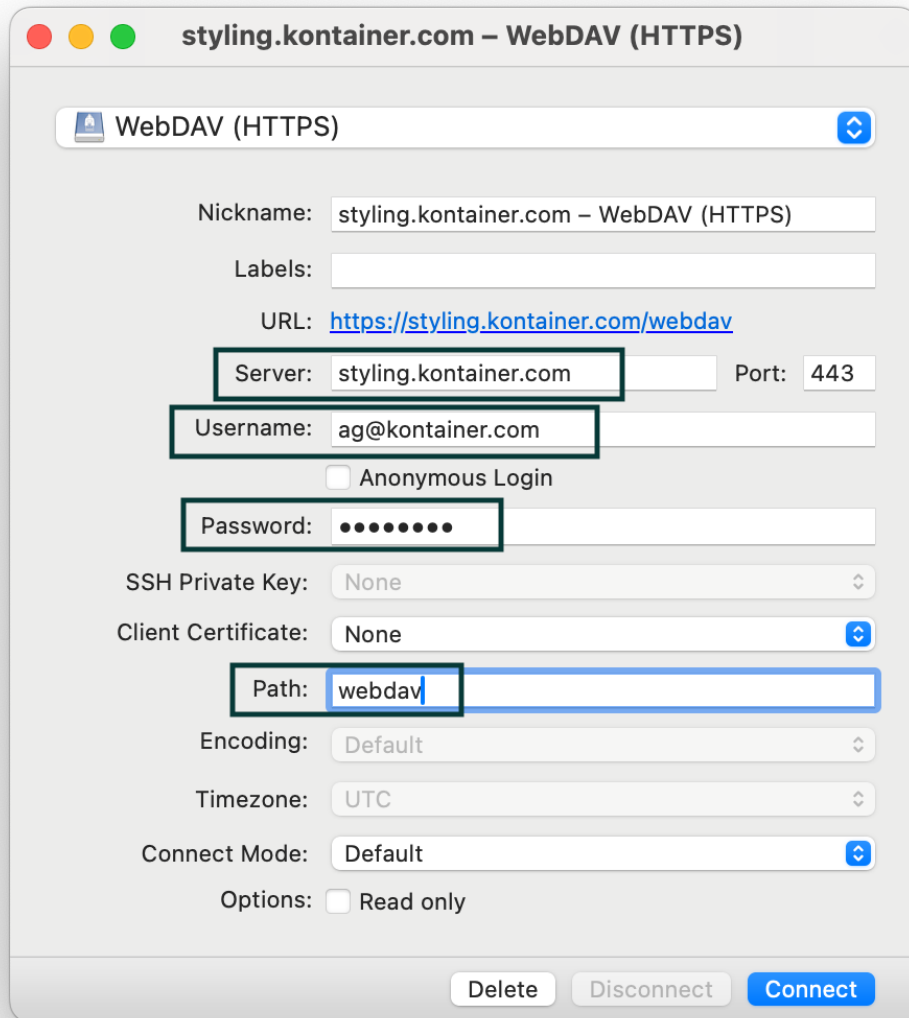 styling.kontainer.com – WebDAV (HTTPS)
WebDAV (HTTPS)
Nickname: styling.kontainer.com – WebDAV (HTTPS)
Labels:
URL: https://styling.kontainer.com/webdav
Server: styling.kontainer.com Port: 443
Username: ag@kontainer.com
Anonymous Login
Password: ••••••••
SSH Private Key: None
Client Certificate: None
Path: webdav
Encoding: Default
Timezone: UTC
Connect Mode: Default
Options: Read only
Delete Disconnect Connect